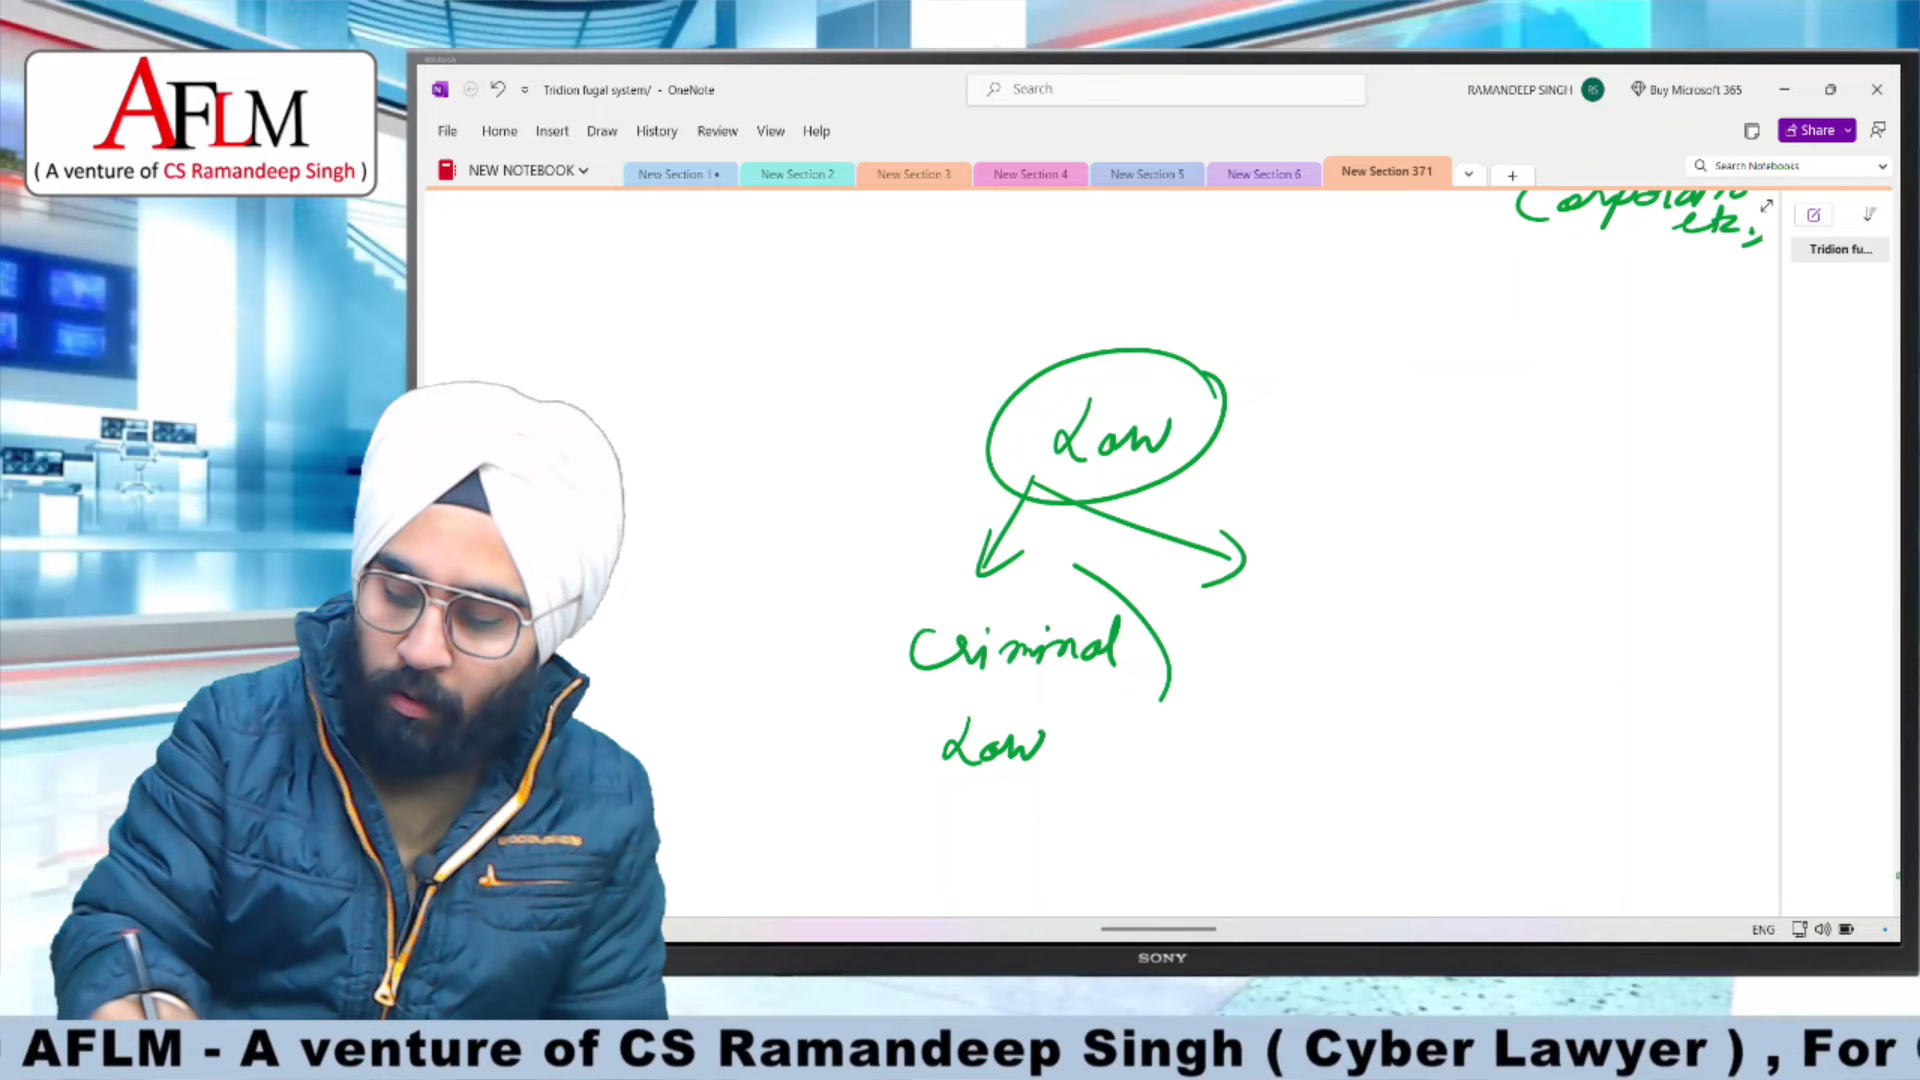 AFLM
( A venture of CS Ramandeep Singh )
BRAVIA
Tridion fugal system/ - OneNote
Search
RAMANDEEP SINGH
RS
Buy Microsoft 365
File Home Insert Draw History Review View Help
Share
NEW NOTEBOOK
New Section 1
New Section 2
New Section 3
New Section 4
New Section 5
New Section 6
New Section 371
Search Notebooks
etc.
Tridion fu...
Law
Criminal
Law
ENG
SONY
AFLM - A venture of CS Ramandeep Singh ( Cyber Lawyer ) , For